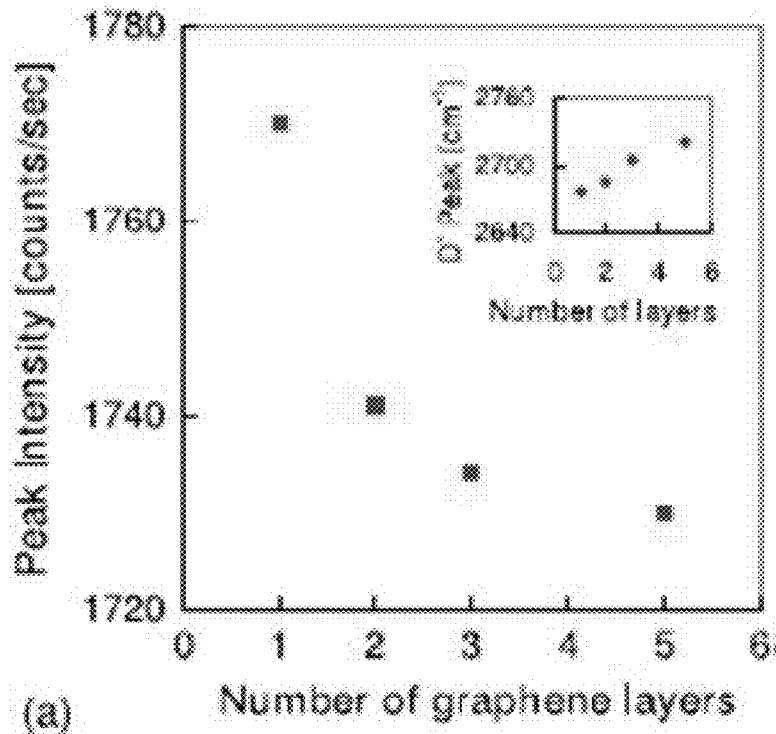 Peak Intensity [counts/sec]
1780
1760
1740
1720
0 1 2 3 4 5 6
Number of graphene layers
(a)
D* Peak [cm⁻¹]
2760
2700
2640
0 2 4 6
Number of layers